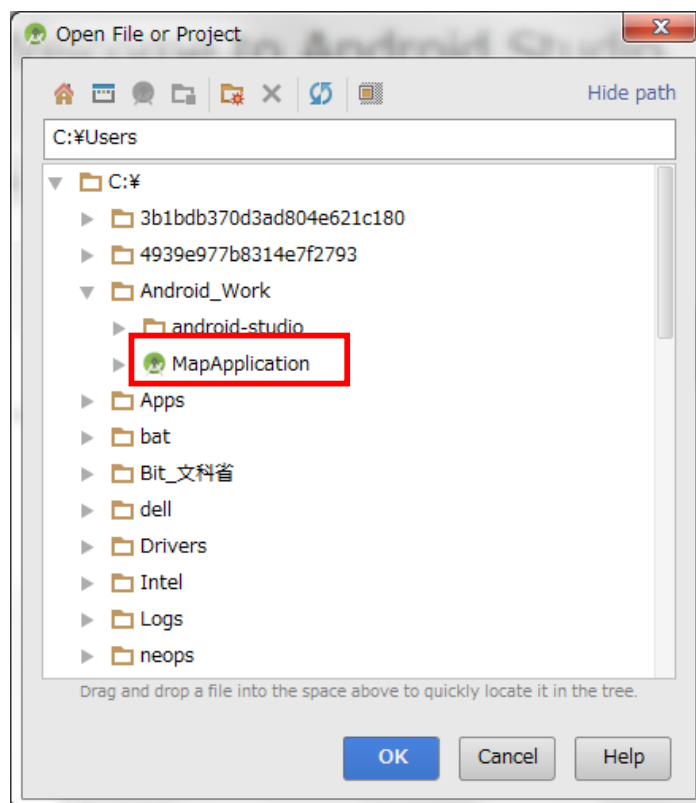 Open File or Project
Hide path
C:¥Users
C:¥
3b1bdb370d3ad804e621c180
4939e977b8314e7f2793
Android_Work
android-studio
MapApplication
Apps
bat
Bit_文科省
dell
Drivers
Intel
Logs
neops
Drag and drop a file into the space above to quickly locate it in the tree.
OK Cancel Help